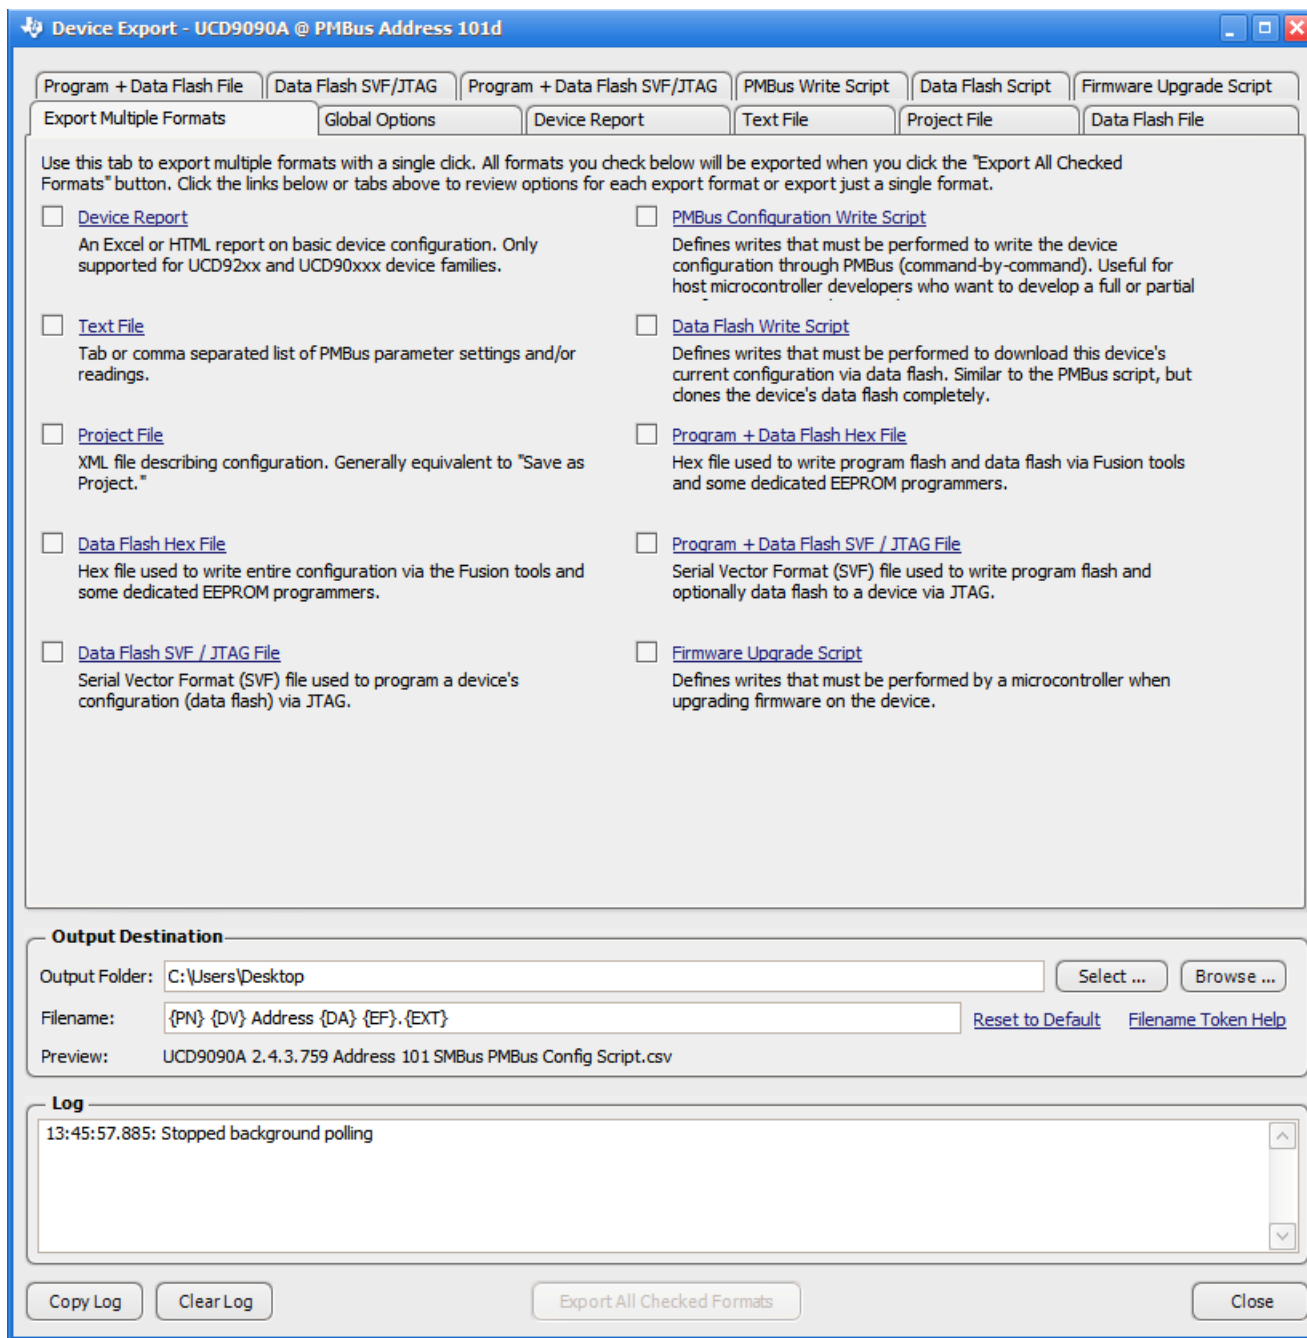 Device Export - UCD9090A @ PMBus Address 101d
Program + Data Flash File
Data Flash SVF/JTAG
Program + Data Flash SVF/JTAG
PMBus Write Script
Data Flash Script
Firmware Upgrade Script
Export Multiple Formats
Global Options
Device Report
Text File
Project File
Data Flash File
Use this tab to export multiple formats with a single click. All formats you check below will be exported when you click the "Export All Checked
Formats" button. Click the links below or tabs above to review options for each export format or export just a single format.
Device Report
An Excel or HTML report on basic device configuration. Only
supported for UCD92xx and UCD90xxx device families.
Text File
Tab or comma separated list of PMBus parameter settings and/or
readings.
Project File
XML file describing configuration. Generally equivalent to "Save as
Project."
Data Flash Hex File
Hex file used to write entire configuration via the Fusion tools and
some dedicated EEPROM programmers.
Data Flash SVF / JTAG File
Serial Vector Format (SVF) file used to program a device's
configuration (data flash) via JTAG.
PMBus Configuration Write Script
Defines writes that must be performed to write the device
configuration through PMBus (command-by-command). Useful for
host microcontroller developers who want to develop a full or partial
Data Flash Write Script
Defines writes that must be performed to download this device's
current configuration via data flash. Similar to the PMBus script, but
clones the device's data flash completely.
Program + Data Flash Hex File
Hex file used to write program flash and data flash via Fusion tools
and some dedicated EEPROM programmers.
Program + Data Flash SVF / JTAG File
Serial Vector Format (SVF) file used to write program flash and
optionally data flash to a device via JTAG.
Firmware Upgrade Script
Defines writes that must be performed by a microcontroller when
upgrading firmware on the device.
Output Destination
Output Folder: C:\Users\Desktop
Select ...
Browse ...
Filename: {PN} {DV} Address {DA} {EF}.{EXT}
Reset to Default
Filename Token Help
Preview: UCD9090A 2.4.3.759 Address 101 SMBus PMBus Config Script.csv
Log
13:45:57.885: Stopped background polling
Copy Log
Clear Log
Export All Checked Formats
Close